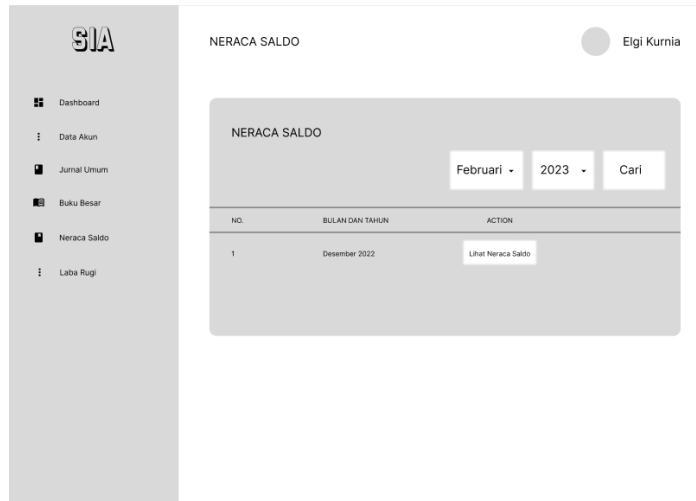 SIA
NERACA SALDO
Elgi Kurnia
Dashboard
Data Akun
Jurnal Umum
Buku Besar
Neraca Saldo
Laba Rugi
NERACA SALDO
Februari
2023
Cari
NO. BULAN DAN TAHUN ACTION
1 Desember 2022 Lihat Neraca Saldo